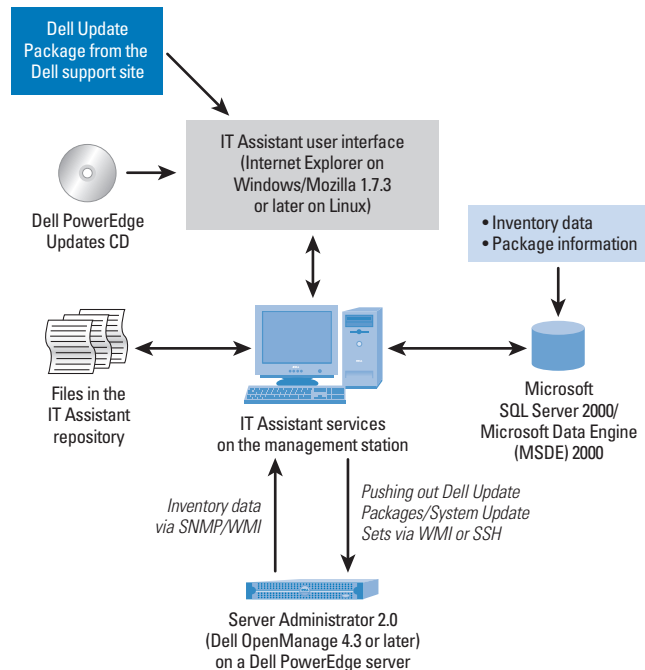 Dell Update
Package from the
Dell support site
IT Assistant user interface
(Internet Explorer on
Windows/Mozilla 1.7.3
or later on Linux)
Dell PowerEdge
Updates CD
• Inventory data
• Package information
Files in the
IT Assistant
repository
IT Assistant services
on the management station
Microsoft
SQL Server 2000/
Microsoft Data Engine
(MSDE) 2000
Inventory data
via SNMP/WMI
Pushing out Dell Update
Packages/System Update
Sets via WMI or SSH
Server Administrator 2.0
(Dell OpenManage 4.3 or later)
on a Dell PowerEdge server